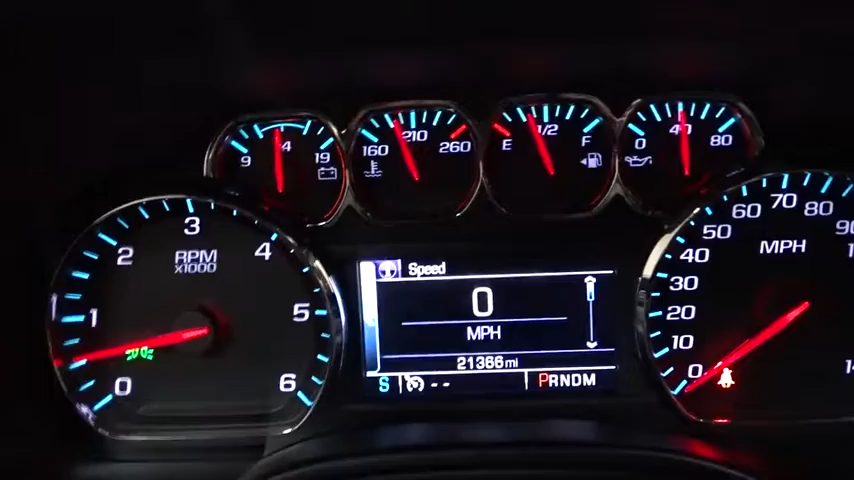 9 14 19
160 210 260
E 1/2 F
0 40 80
0 1 2 3 4 5 6
RPM
x1000
Speed
0
MPH
21366 mi
S -- PRNDM
0 10 20 30 40 50 60 70 80 90
MPH